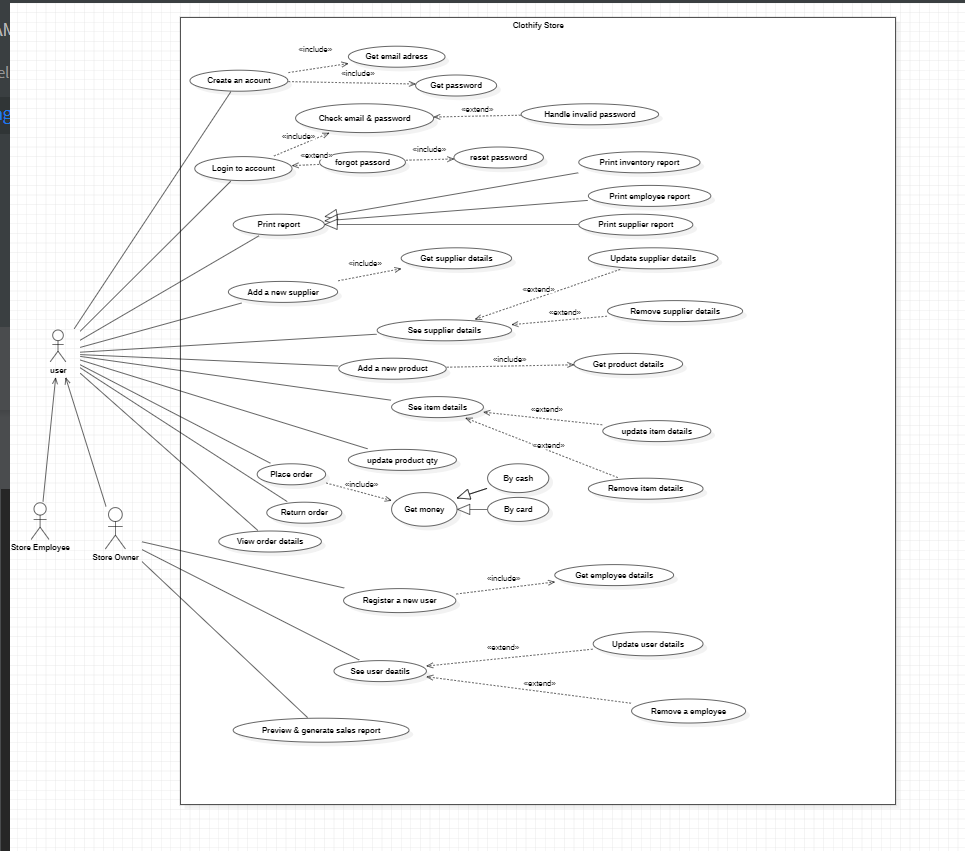 Clothify Store
«include»
Get email adress
Create an acount
«include»
Get password
Check email & password
«extend»
Handle invalid password
«include»
Login to account
«extend»
forgot passord
«include»
reset password
Print inventory report
Print employee report
Print report
Print supplier report
Get supplier details
Update supplier details
«include»
Add a new supplier
«extend»
See supplier details
«extend»
Remove supplier details
user
Add a new product
«include»
Get product details
See item details
«extend»
update item details
«extend»
update product qty
Place order
«include»
By cash
Remove item details
Return order
Get money
By card
View order details
Store Employee
Store Owner
Register a new user
«include»
Get employee details
See user deatils
«extend»
Update user details
«extend»
Remove a employee
Preview & generate sales report